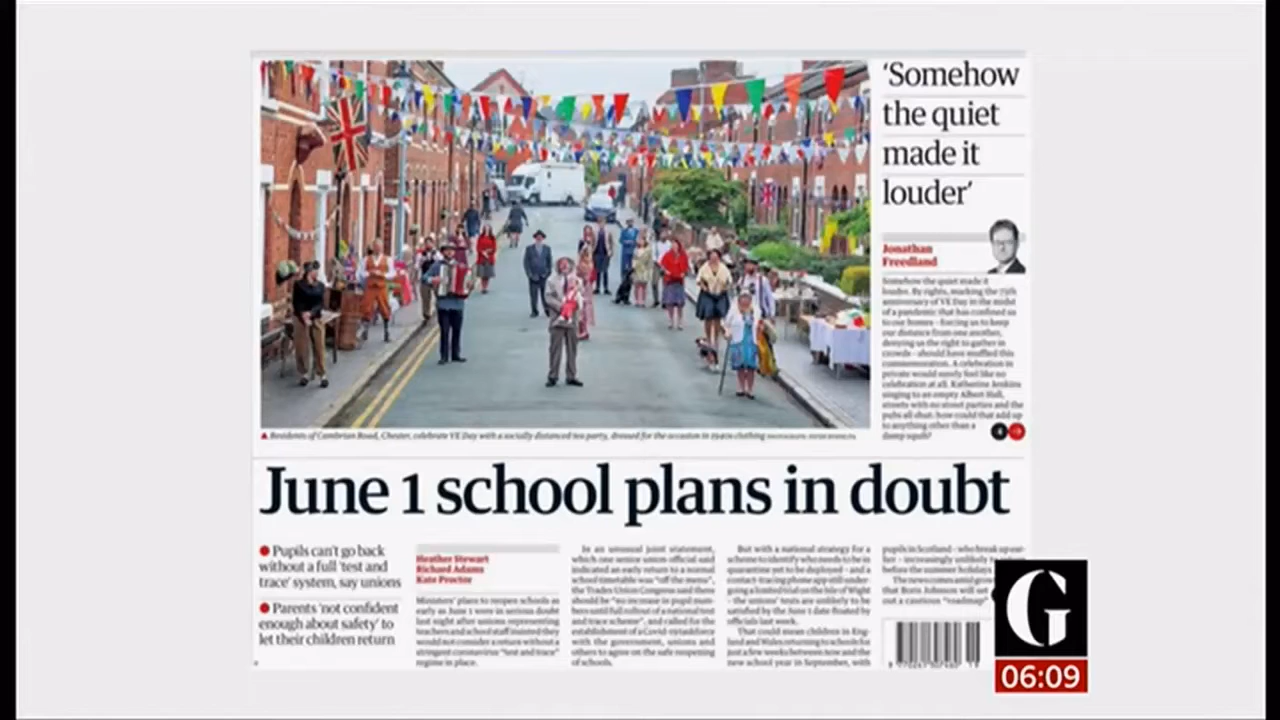 'Somehow
the quiet
made it
louder'
Jonathan
Freedland
Somehow the quiet made it
louder. By rights, marking the 75th
anniversary of VE Day in the midst
of a pandemic that has confined us
to our homes - forcing us to keep
our distance from one another,
denying us the right to gather in
crowds - should have muffled this
commemoration. A celebration in
private would surely feel like no
celebration at all. Katherine Jenkins
singing to an empty Albert Hall,
streets with no street parties and the
pubs all shut: how could that add up
to anything other than a
damp squib?
Residents of Cambrian Road, Chester, celebrate VE Day with a socially distanced tea party, dressed for the occasion in 1940s clothing
June 1 school plans in doubt
Pupils can't go back
without a full 'test and
trace' system, say unions
Parents 'not confident
enough about safety' to
let their children return
Heather Stewart
Richard Adams
Kate Proctor
Ministers' plans to reopen schools as
early as June 1 were in serious doubt
last night after unions representing
teachers and school staff insisted they
would not consider a return without a
stringent coronavirus "test and trace"
regime in place.
In an unusual joint statement,
which one senior union official said
indicated an early return to a normal
school timetable was "off the menu",
the Trades Union Congress said there
should be "no increase in pupil num-
bers until full rollout of a national test
and trace scheme", and called for the
establishment of a Covid-19 taskforce
with the government, unions and
others to agree on the safe reopening
of schools.
But with a national strategy for a
scheme to identify who needs to be in
quarantine yet to be deployed - and a
contact-tracing phone app still under-
going a limited trial on the Isle of Wight
- the unions' tests are unlikely to be
satisfied by the June 1 date floated by
officials last week.
That could mean children in Eng-
land and Wales returning to schools for
just a few weeks between now and the
new school year in September, with
pupils in Scotland - who break up ear-
lier - increasingly unlikely to
before the summer holidays
The news comes amid
that Boris Johnson will set
out a cautious "roadmap"
G
06:09